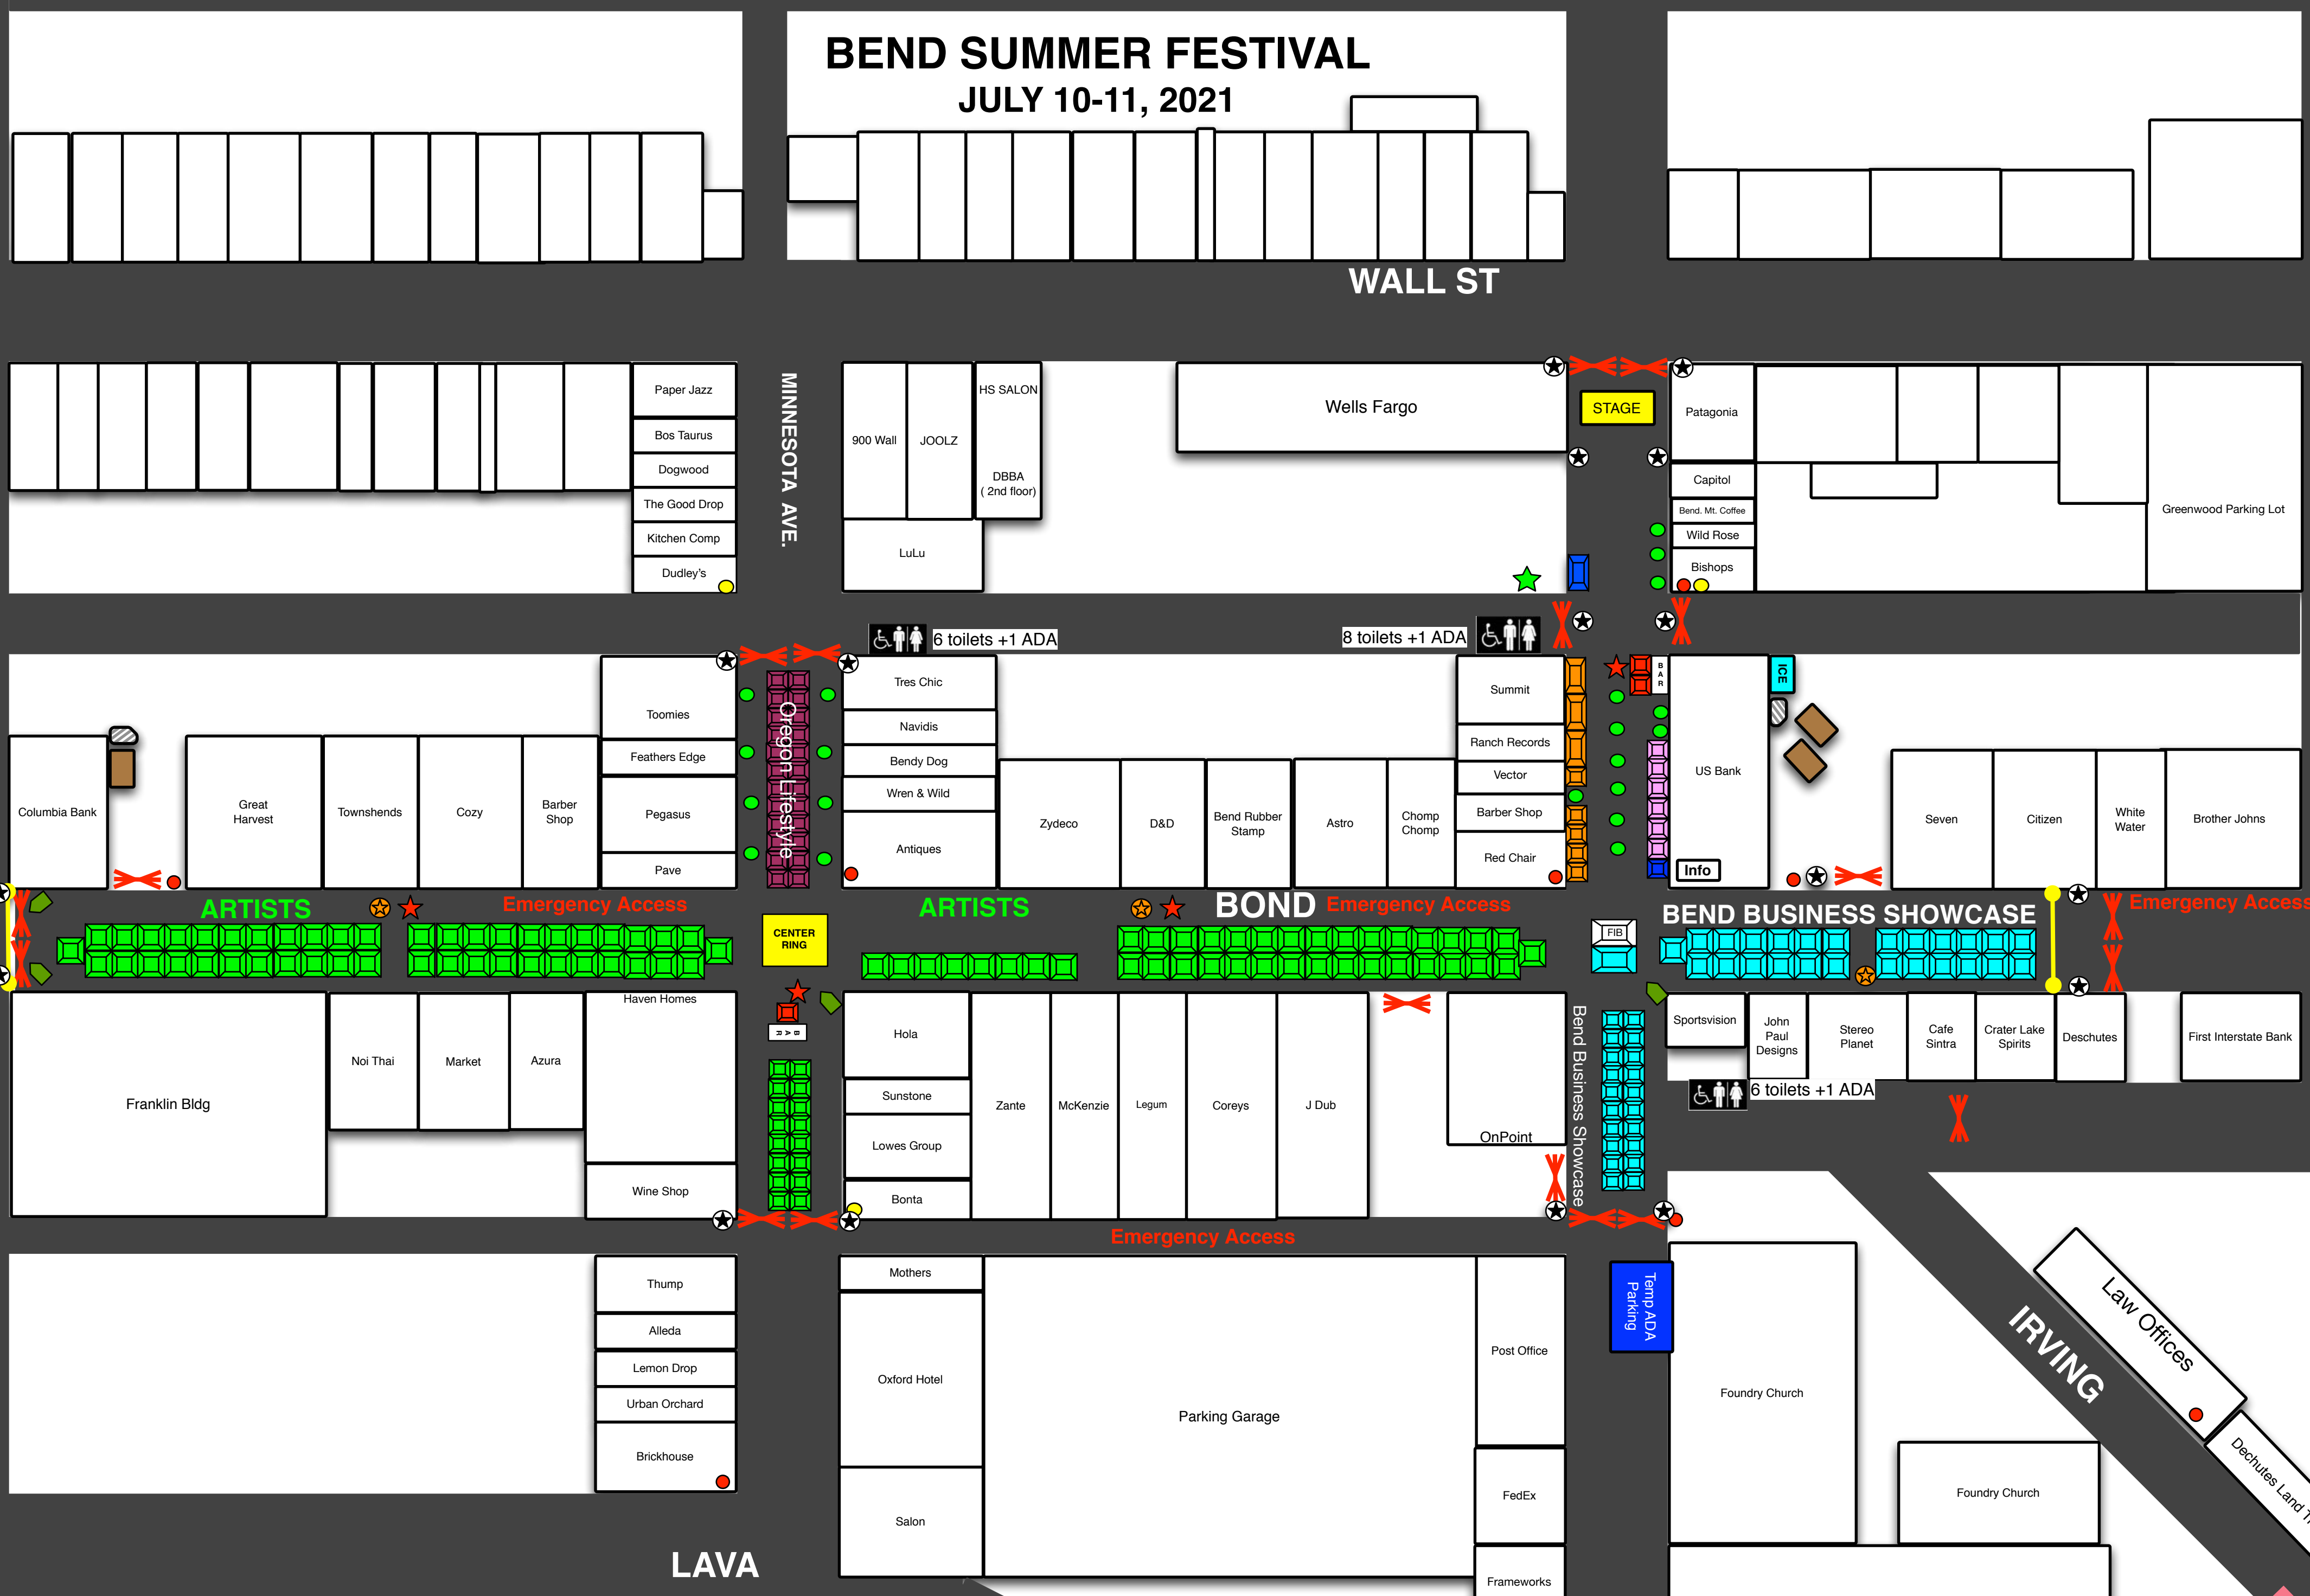 BEND SUMMER FESTIVAL
JULY 10-11, 2021
WALL ST
Paper Jazz
Bos Taurus
Dogwood
The Good Drop
Kitchen Comp
Dudley's
MINNESOTA AVE.
900 Wall
JOOLZ
HS SALON
DBBA
( 2nd floor)
LuLu
Wells Fargo
STAGE
Patagonia
Capitol
Bend. Mt. Coffee
Wild Rose
Bishops
Greenwood Parking Lot
6 toilets +1 ADA
8 toilets +1 ADA
Columbia Bank
Great
Harvest
Townshends
Cozy
Barber
Shop
Toomies
Feathers Edge
Pegasus
Pave
Oregon Lifestyle
Tres Chic
Navidis
Bendy Dog
Wren & Wild
Antiques
Zydeco
D&D
Bend Rubber
Stamp
Astro
Chomp
Chomp
Summit
Ranch Records
Vector
Barber Shop
Red Chair
BAR
US Bank
Info
ICE
Seven
Citizen
White
Water
Brother Johns
ARTISTS
Emergency Access
ARTISTS
BOND
Emergency Access
BEND BUSINESS SHOWCASE
Emergency Access
CENTER
RING
FIB
BAR
Franklin Bldg
Noi Thai
Market
Azura
Haven Homes
Wine Shop
Hola
Sunstone
Lowes Group
Bonta
Zante
McKenzie
Legum
Coreys
J Dub
OnPoint
Bend Business Showcase
Sportsvision
John
Paul
Designs
Stereo
Planet
Cafe
Sintra
Crater Lake
Spirits
Deschutes
First Interstate Bank
6 toilets +1 ADA
Emergency Access
Thump
Alleda
Lemon Drop
Urban Orchard
Brickhouse
Mothers
Oxford Hotel
Salon
Parking Garage
Post Office
FedEx
Frameworks
Temp ADA
Parking
Foundry Church
Foundry Church
IRVING
Law Offices
Dechutes Land
LAVA